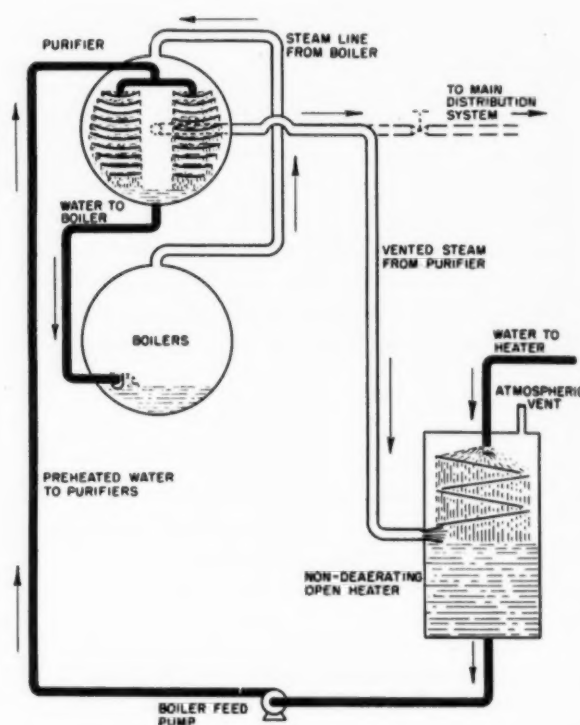 PURIFIER
STEAM LINE
FROM BOILER
TO MAIN
DISTRIBUTION
SYSTEM
WATER TO
BOILER
VENTED STEAM
FROM PURIFIER
BOILERS
WATER TO
HEATER
ATMOSPHERIC
VENT
PREHEATED WATER
TO PURIFIERS
NON-DEAERATING
OPEN HEATER
BOILER FEED
PUMP